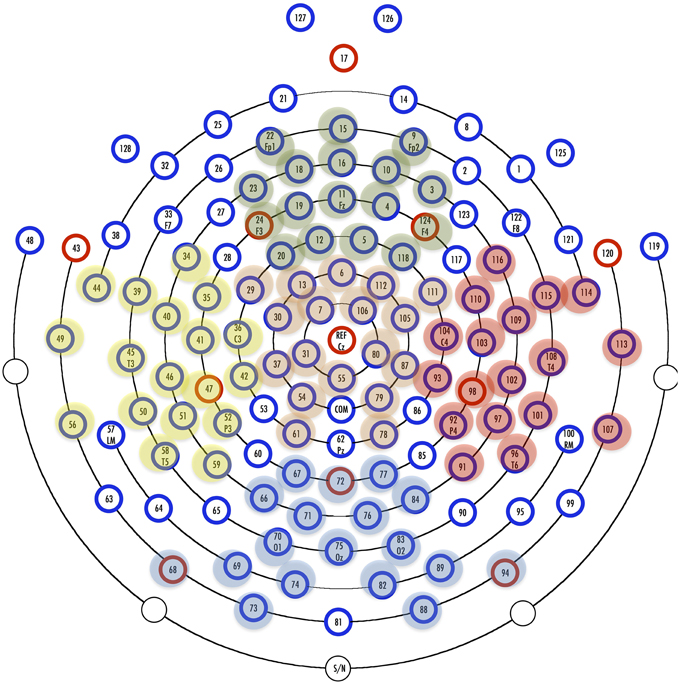 127 126
17
21 14
25 15 8
22 9
Fp1 Fp2
128 32 26 18 16 10 2 1 125
23 19 11 4 3
Fz
33 27 24 124 123 122
F7 F3 F4 F8
48 43 38 28 20 12 5 118 117 121 120 119
34 6 116
44 39 35 29 13 112 111 110 115 114
40 30 7 106 105 109
49 45 41 36 31 REF 80 104 103 108 113
T3 C3 Cz C4 T4
46 42 37 55 87 93 102
47 54 79 98
56 50 51 52 53 COM 86 92 97 101 107
P3 P4
57 61 62 78 100
LM Pz RM
58 59 60 85 91 96
T5 T6
67 72 77
63 64 65 66 84 90 95 99
71 76
70 75 83
O1 Oz O2
68 69 89 94
74 82
73 81 88
S/N